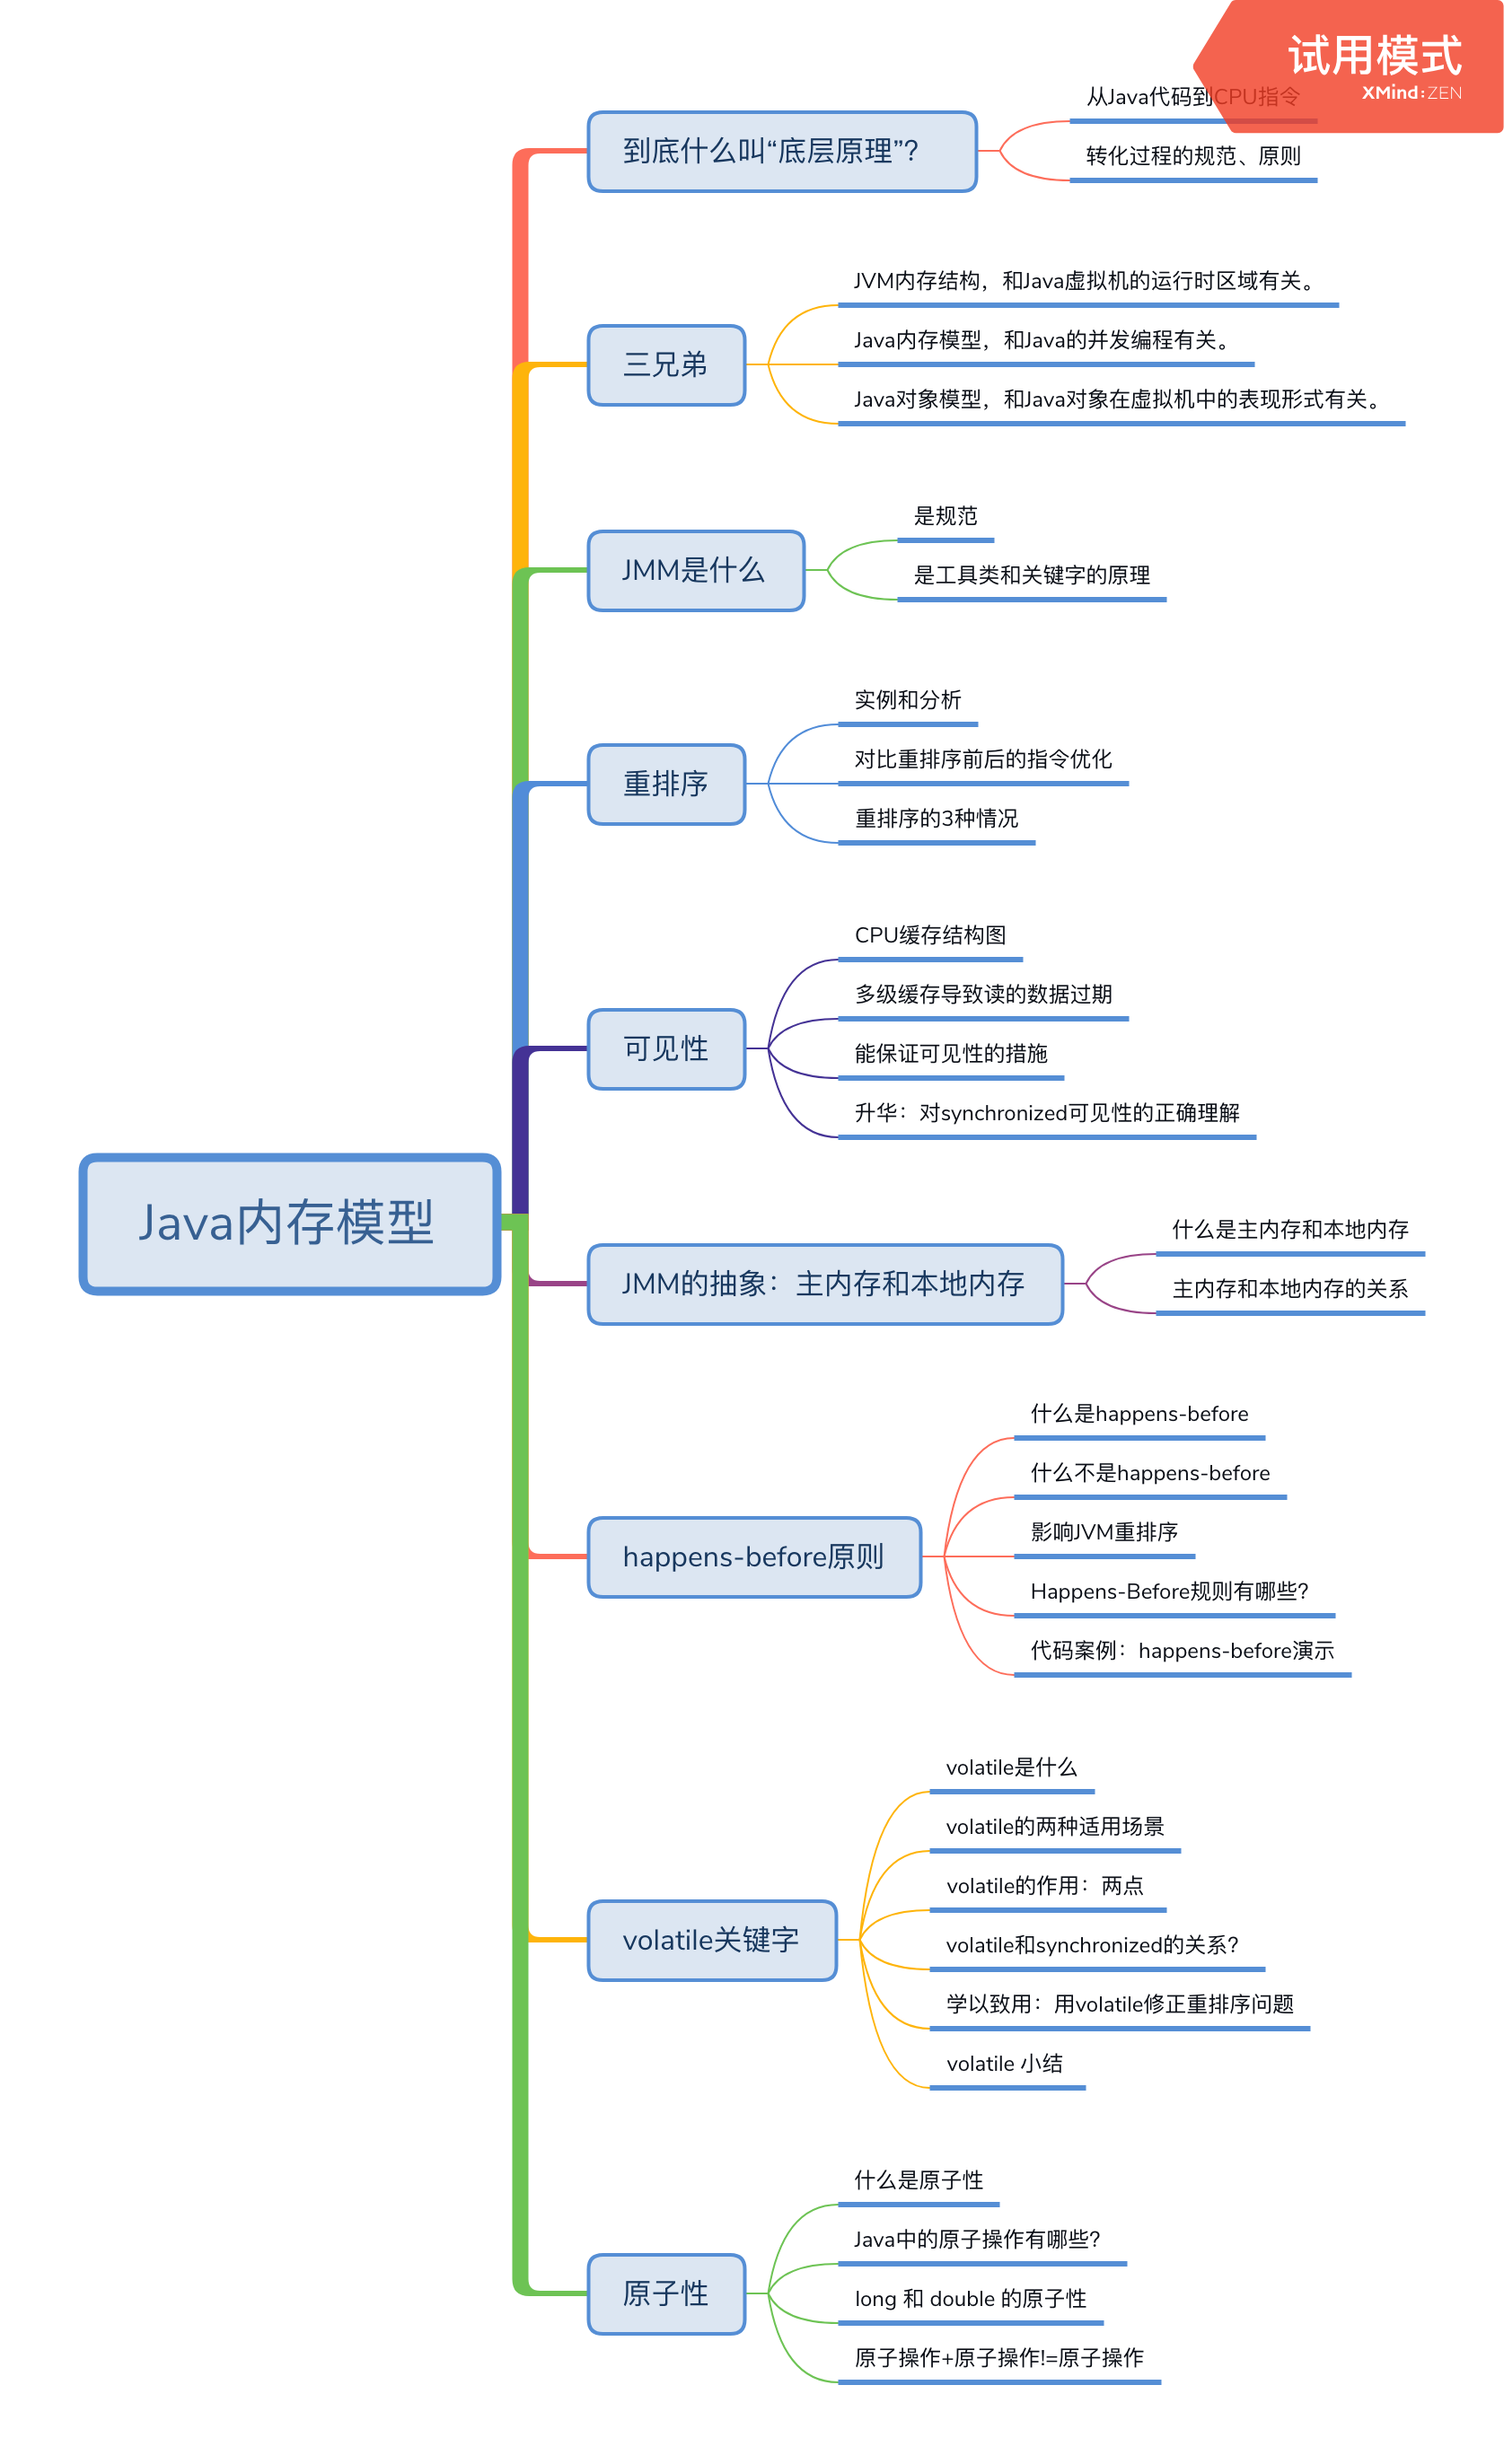 试用模式
XMind:ZEN
Java内存模型
到底什么叫“底层原理”？
从Java代码到CPU指令
转化过程的规范、原则
三兄弟
JVM内存结构，和Java虚拟机的运行时区域有关。
Java内存模型，和Java的并发编程有关。
Java对象模型，和Java对象在虚拟机中的表现形式有关。
JMM是什么
是规范
是工具类和关键字的原理
重排序
实例和分析
对比重排序前后的指令优化
重排序的3种情况
可见性
CPU缓存结构图
多级缓存导致读的数据过期
能保证可见性的措施
升华：对synchronized可见性的正确理解
JMM的抽象：主内存和本地内存
什么是主内存和本地内存
主内存和本地内存的关系
happens-before原则
什么是happens-before
什么不是happens-before
影响JVM重排序
Happens-Before规则有哪些？
代码案例：happens-before演示
volatile关键字
volatile是什么
volatile的两种适用场景
volatile的作用：两点
volatile和synchronized的关系？
学以致用：用volatile修正重排序问题
volatile 小结
原子性
什么是原子性
Java中的原子操作有哪些？
long 和 double 的原子性
原子操作+原子操作!=原子操作